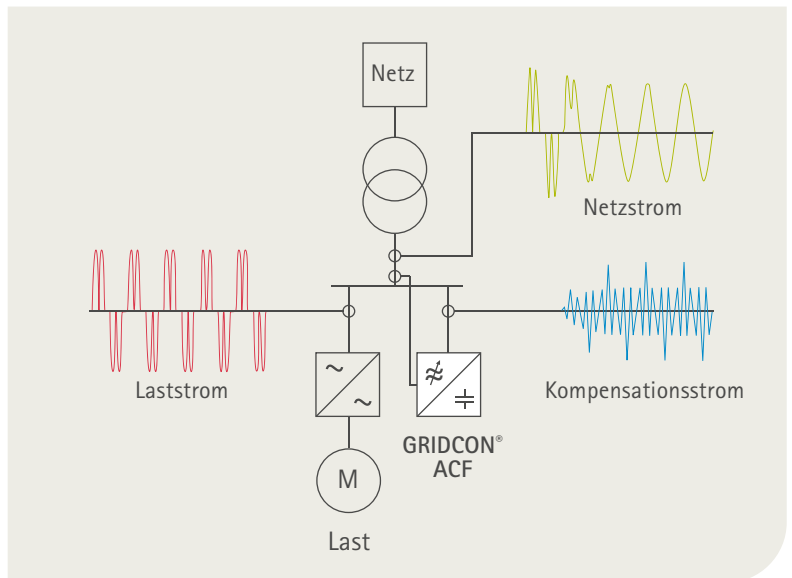 Netz
Netzstrom
Laststrom
Kompensationsstrom
GRIDCON®
ACF
M
Last